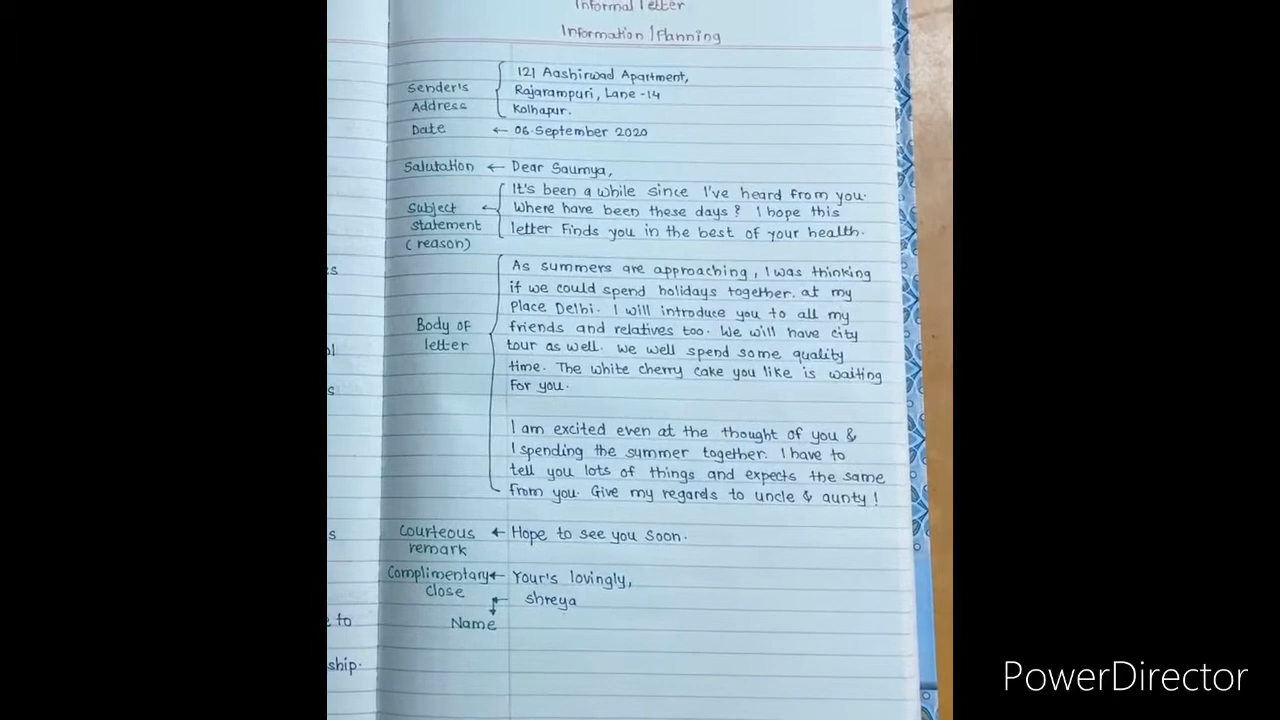 Informal letter
Information | Planning
Sender's Address
121 Aashirwad Apartment,
Rajarampuri, Lane -14
Kolhapur.
Date ← 06.September 2020
Salutation ← Dear Saumya,
Subject statement (reason) ←
It's been a while since I've heard from you.
Where have been these days? I hope this
letter Finds you in the best of your health.
Body of letter
As summers are approaching, I was thinking
if we could spend holidays together. at my
Place Delhi. I will introduce you to all my
friends and relatives too. We will have city
tour as well. We well spend some quality
time. The white cherry cake you like is waiting
For you.
I am excited even at the thought of you &
I spending the summer together. I have to
tell you lots of things and expects the same
from you. Give my regards to uncle & aunty!
Courteous remark ← Hope to see you soon.
Complimentary close ← Your's lovingly,
shreya
Name
to
ship.
PowerDirector